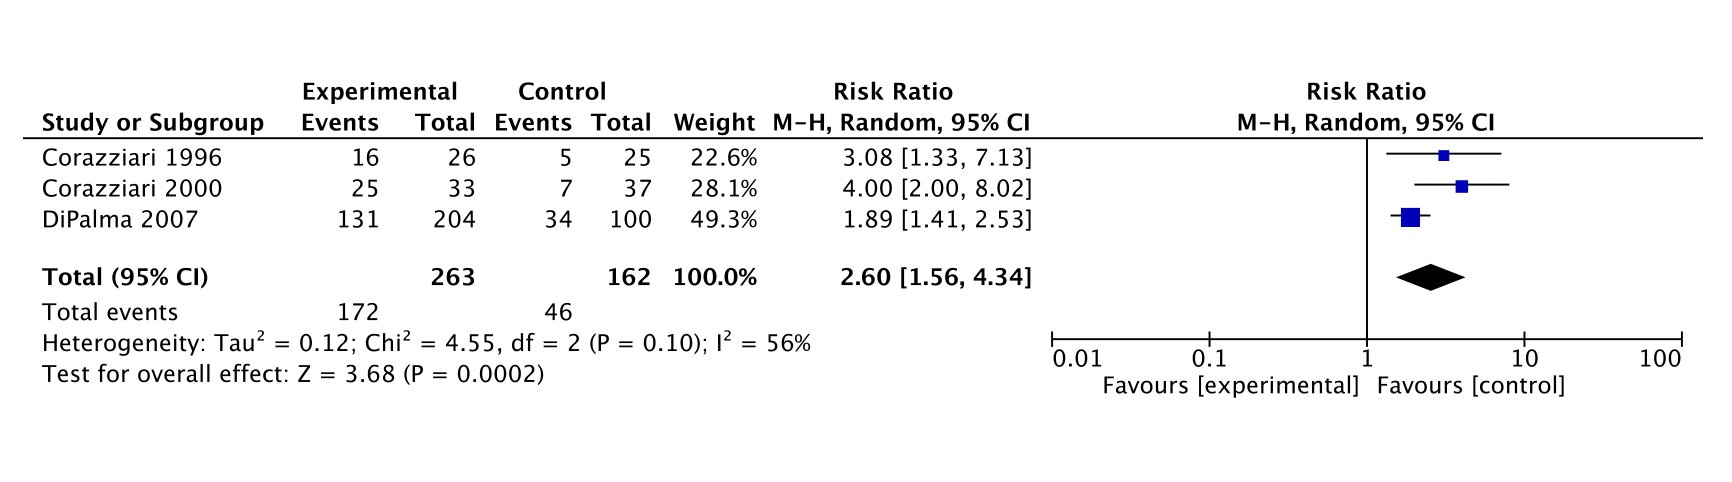 Experimental Control Risk Ratio Risk Ratio
Study or Subgroup Events Total Events Total Weight M-H, Random, 95% CI M-H, Random, 95% CI
Corazziari 1996 16 26 5 25 22.6% 3.08 [1.33, 7.13]
Corazziari 2000 25 33 7 37 28.1% 4.00 [2.00, 8.02]
DiPalma 2007 131 204 34 100 49.3% 1.89 [1.41, 2.53]
Total (95% CI) 263 162 100.0% 2.60 [1.56, 4.34]
Total events 172 46
Heterogeneity: Tau² = 0.12; Chi² = 4.55, df = 2 (P = 0.10); I² = 56%
Test for overall effect: Z = 3.68 (P = 0.0002)
0.01 0.1 1 10 100
Favours [experimental] Favours [control]